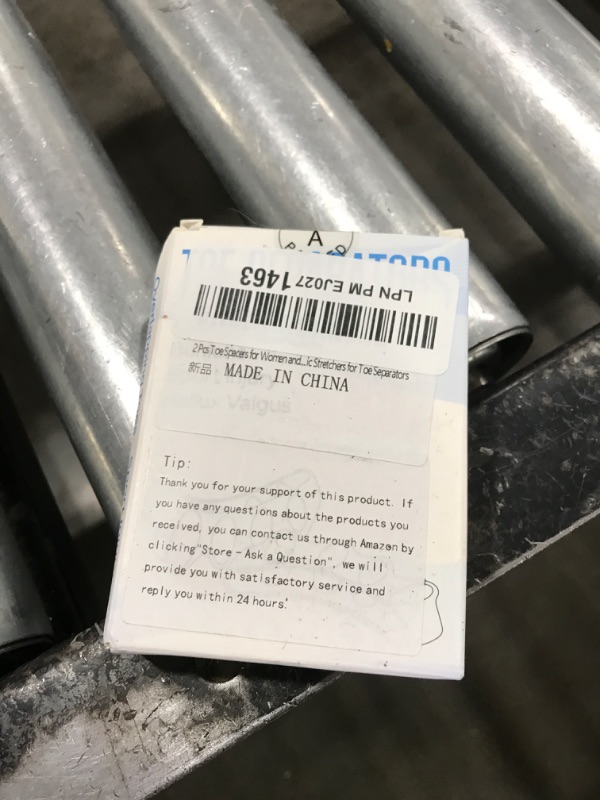 A
LPN PM EJ0271463
2 Pcs Toe Spacers for Women and...ic Stretchers for Toe Separators
新品 MADE IN CHINA
Valgus
Tip:
Thank you for your support of this product. If
you have any questions about the products you
received, you can contact us through Amazon by
clicking"Store - Ask a Question", we will
provide you with satisfactory service and
reply you within 24 hours.